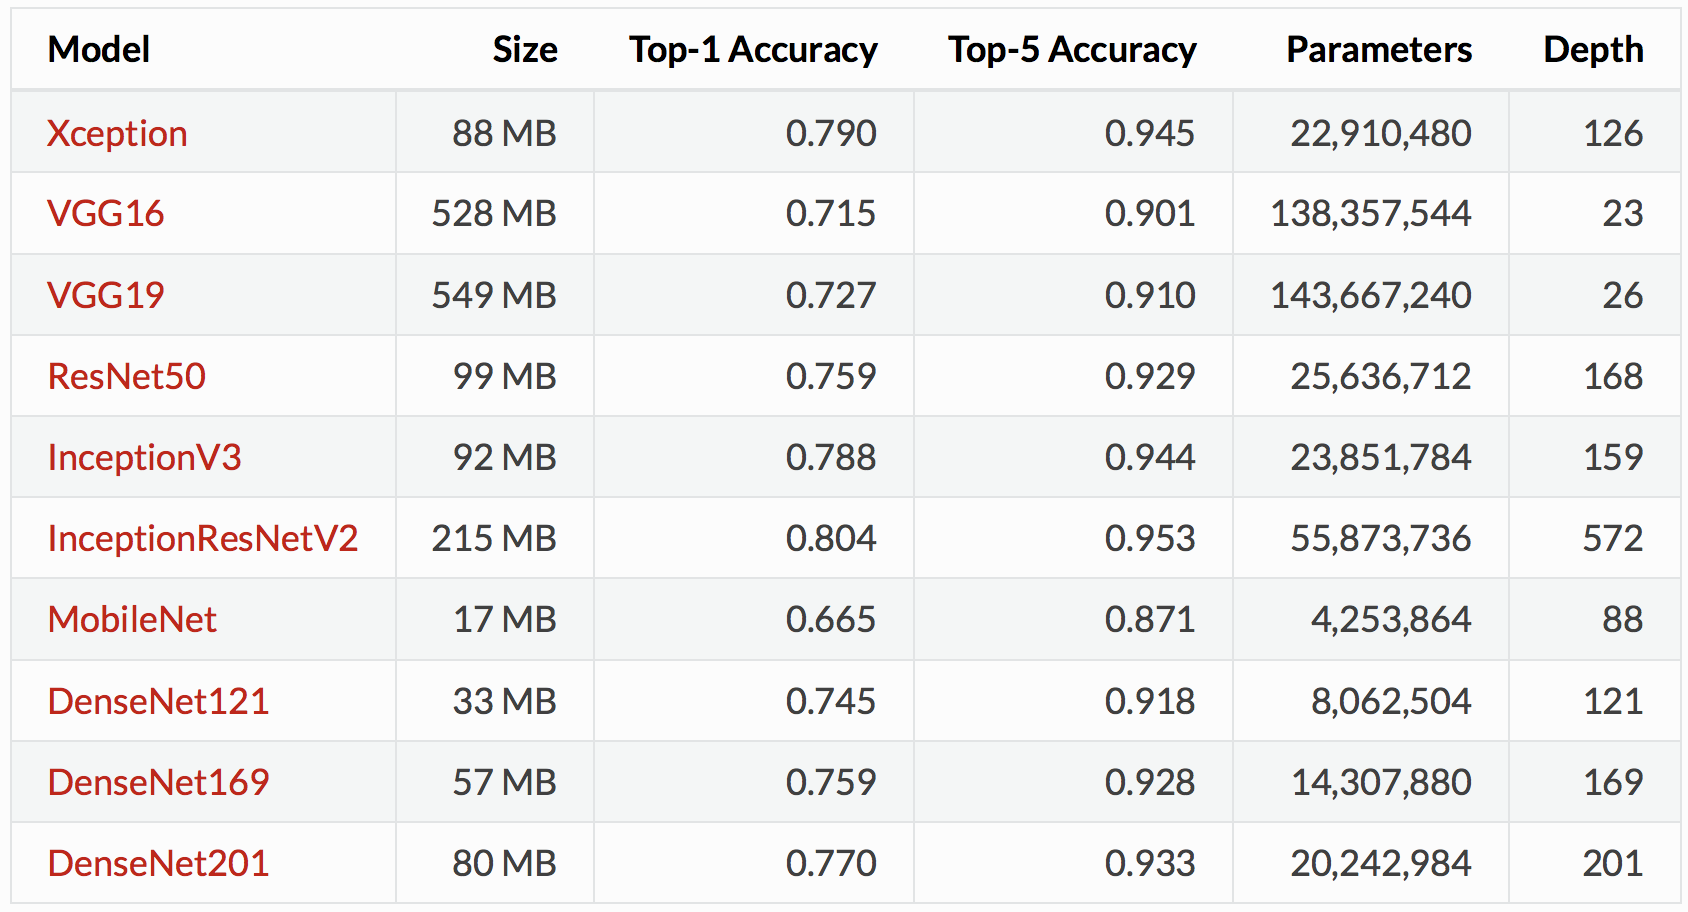 Model Size Top-1 Accuracy Top-5 Accuracy Parameters Depth
Xception 88 MB 0.790 0.945 22,910,480 126
VGG16 528 MB 0.715 0.901 138,357,544 23
VGG19 549 MB 0.727 0.910 143,667,240 26
ResNet50 99 MB 0.759 0.929 25,636,712 168
InceptionV3 92 MB 0.788 0.944 23,851,784 159
InceptionResNetV2 215 MB 0.804 0.953 55,873,736 572
MobileNet 17 MB 0.665 0.871 4,253,864 88
DenseNet121 33 MB 0.745 0.918 8,062,504 121
DenseNet169 57 MB 0.759 0.928 14,307,880 169
DenseNet201 80 MB 0.770 0.933 20,242,984 201